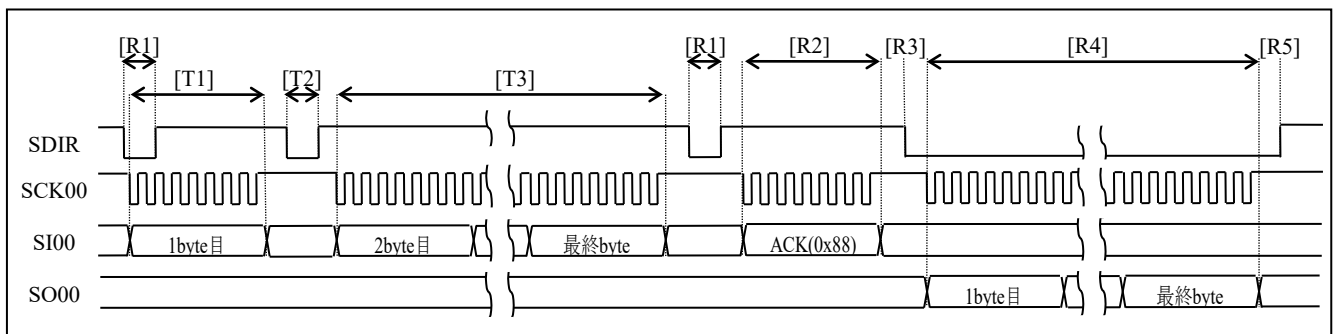 [R1] [R1] [R2] [R3] [R4] [R5]
[T1] [T2] [T3]
SDIR
SCK00
SI00 1byte目 2byte目 最終byte ACK(0x88)
SO00 1byte目 最終byte